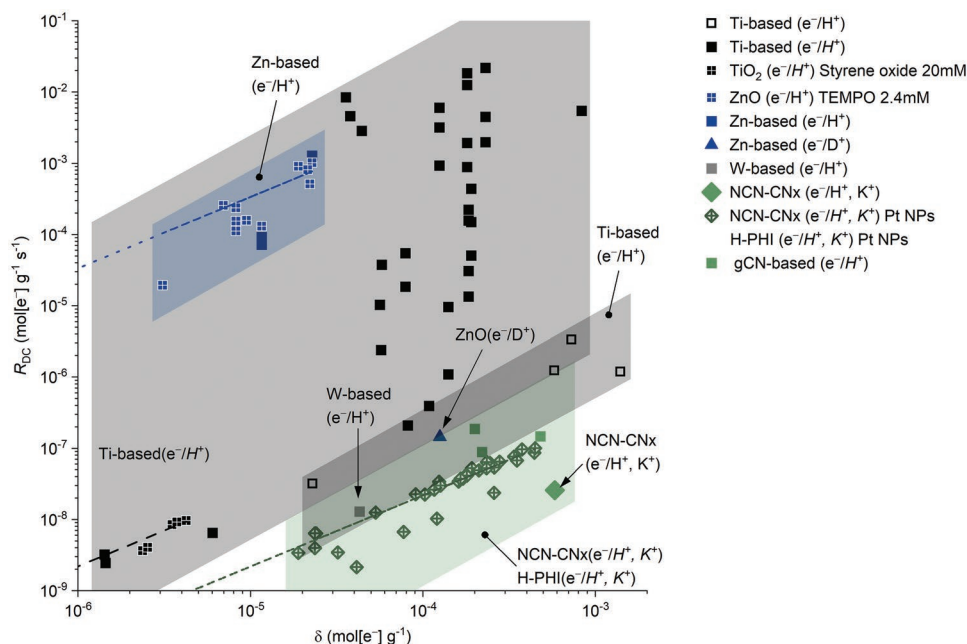 Zn-based
(e⁻/H⁺)
Ti-based
(e⁻/H⁺)
ZnO(e⁻/D⁺)
W-based
(e⁻/H⁺)
Ti-based(e⁻/H⁺)
NCN-CNx
(e⁻/H⁺, K⁺)
NCN-CNx(e⁻/H⁺, K⁺)
H-PHI(e⁻/H⁺, K⁺)
10⁻¹
10⁻²
10⁻³
10⁻⁴
10⁻⁵
10⁻⁶
10⁻⁷
10⁻⁸
10⁻⁹
R_DC (mol[e⁻] g⁻¹ s⁻¹)
10⁻⁶
10⁻⁵
10⁻⁴
10⁻³
δ (mol[e⁻] g⁻¹)
Ti-based (e⁻/H⁺)
Ti-based (e⁻/H⁺)
TiO₂ (e⁻/H⁺) Styrene oxide 20mM
ZnO (e⁻/H⁺) TEMPO 2.4mM
Zn-based (e⁻/H⁺)
Zn-based (e⁻/D⁺)
W-based (e⁻/H⁺)
NCN-CNx (e⁻/H⁺, K⁺)
NCN-CNx (e⁻/H⁺, K⁺) Pt NPs
H-PHI (e⁻/H⁺, K⁺) Pt NPs
gCN-based (e⁻/H⁺)